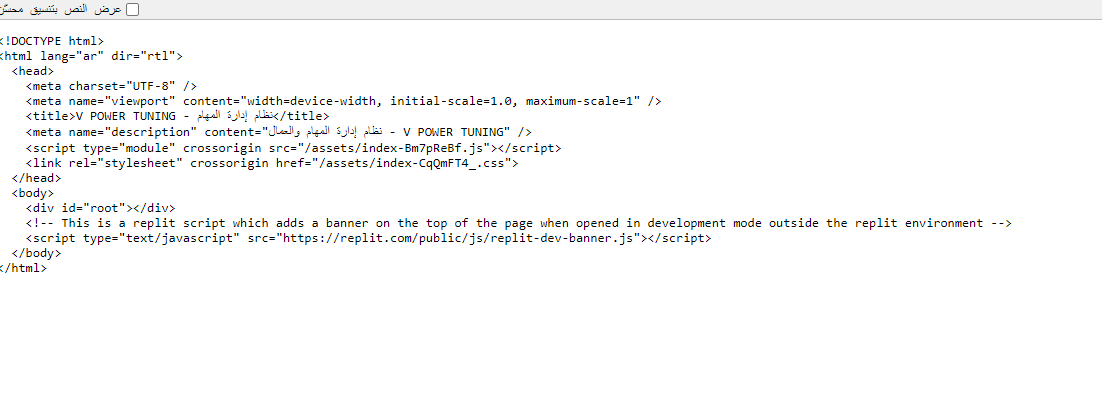 عرض النص بتنسيق محسّن
<!DOCTYPE html>
<html lang="ar" dir="rtl">
<head>
<meta charset="UTF-8" />
<meta name="viewport" content="width=device-width, initial-scale=1.0, maximum-scale=1" />
<title>V POWER TUNING - نظام إدارة المهام</title>
<meta name="description" content="نظام إدارة المهام والعمال - V POWER TUNING" />
<script type="module" crossorigin src="/assets/index-Bm7pReBf.js"></script>
<link rel="stylesheet" crossorigin href="/assets/index-CqQmFT4_.css">
</head>
<body>
<div id="root"></div>
<!-- This is a replit script which adds a banner on the top of the page when opened in development mode outside the replit environment -->
<script type="text/javascript" src="https://replit.com/public/js/replit-dev-banner.js"></script>
</body>
</html>